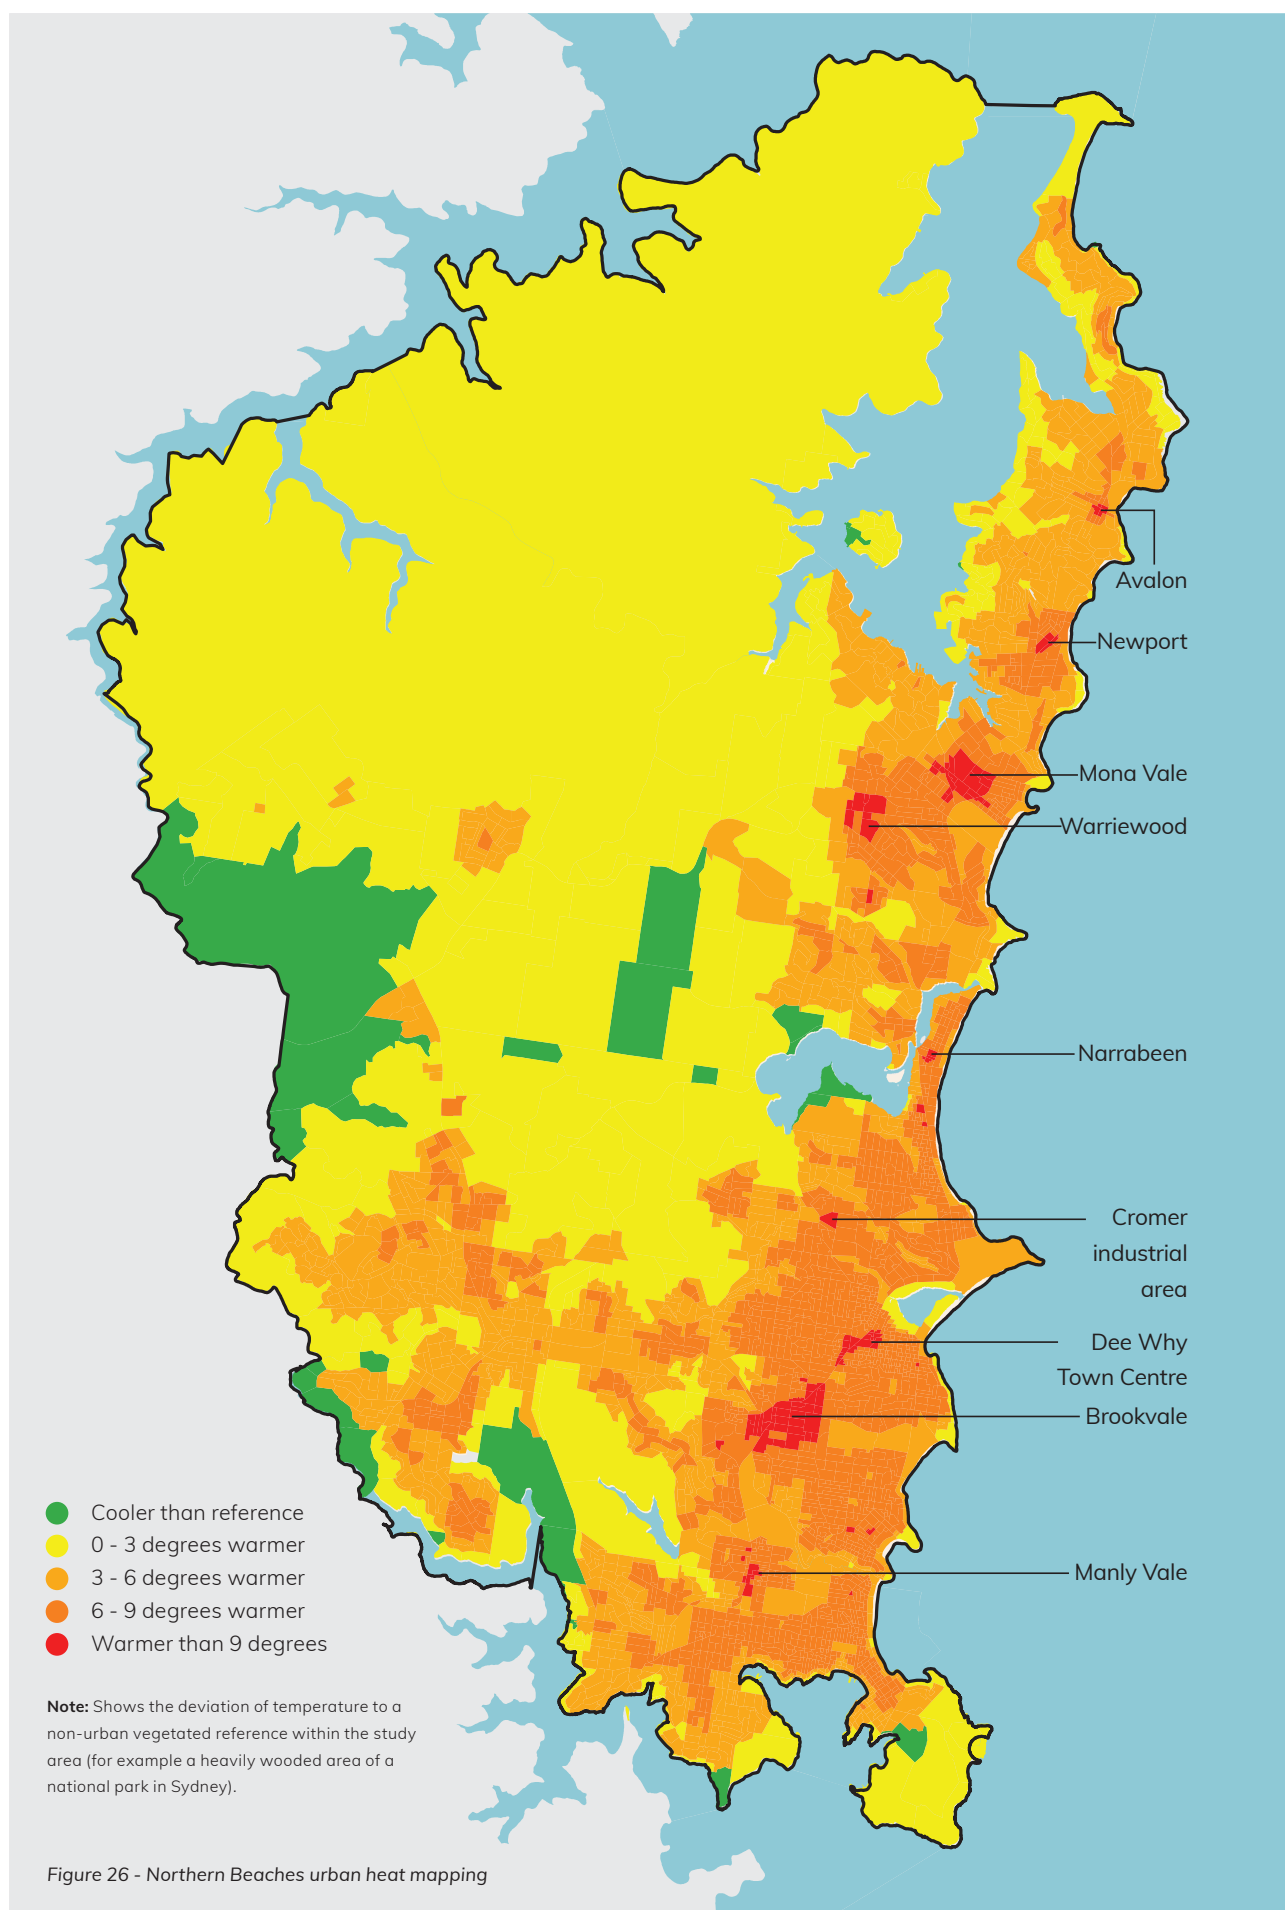 Avalon
Newport
Mona Vale
Warriewood
Narrabeen
Cromer
industrial
area
Dee Why
Town Centre
Brookvale
Manly Vale
Cooler than reference
0 - 3 degrees warmer
3 - 6 degrees warmer
6 - 9 degrees warmer
Warmer than 9 degrees
Note: Shows the deviation of temperature to a
non-urban vegetated reference within the study
area (for example a heavily wooded area of a
national park in Sydney).
Figure 26 - Northern Beaches urban heat mapping